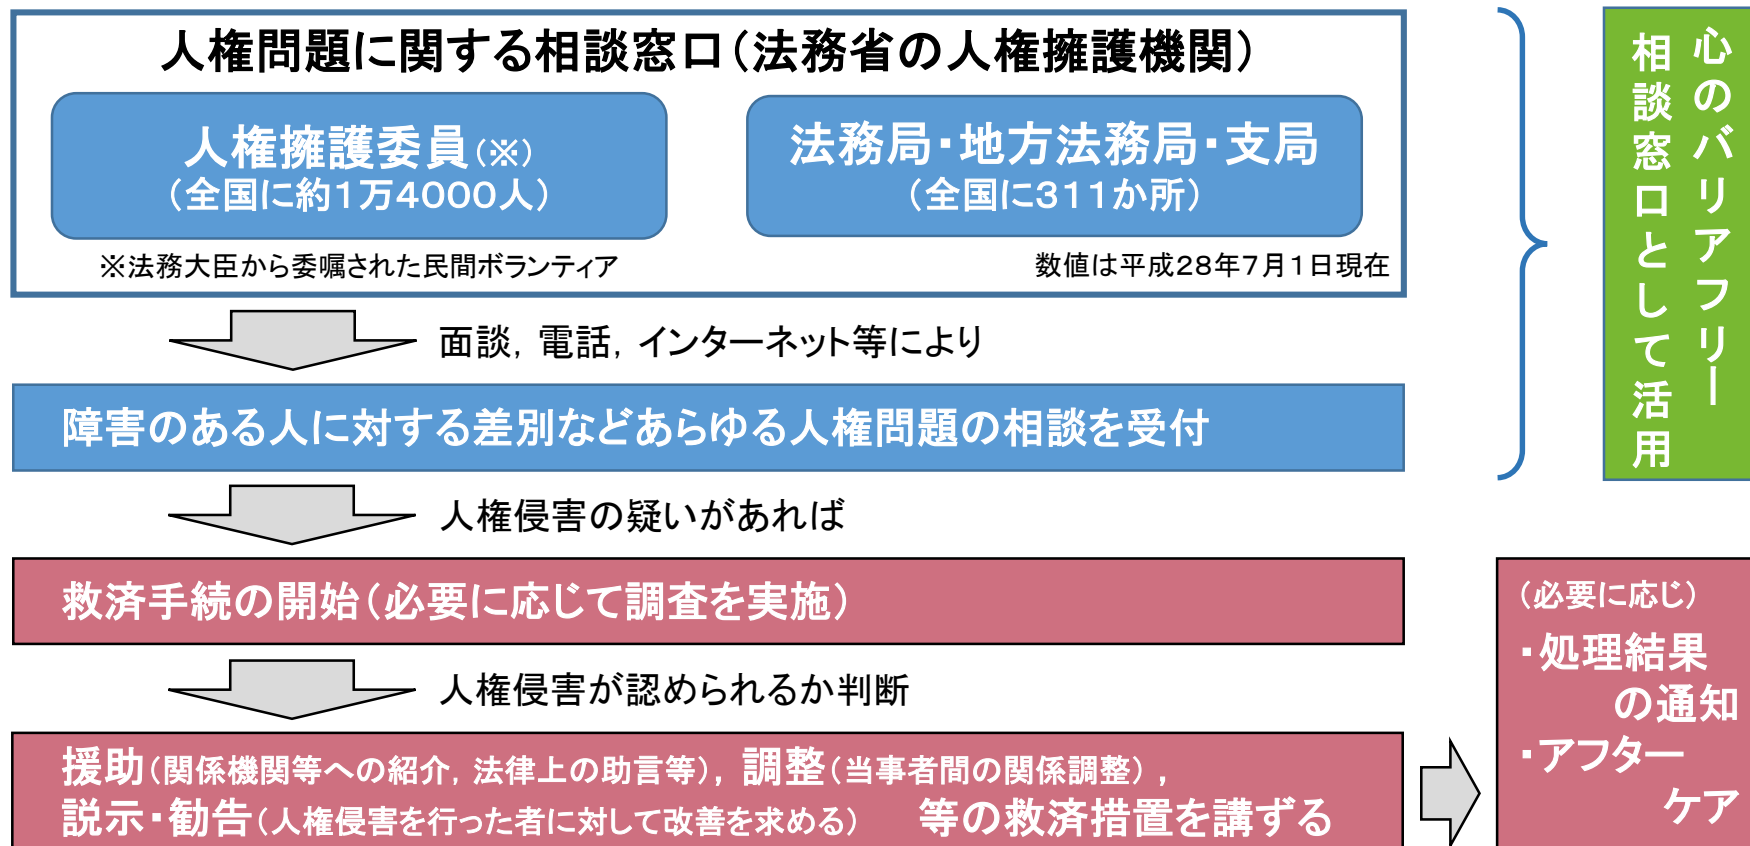 人権問題に関する相談窓口（法務省の人権擁護機関）
人権擁護委員（※）
（全国に約1万4000人）
法務局・地方法務局・支局
（全国に311か所）
※法務大臣から委嘱された民間ボランティア
数値は平成28年7月1日現在
心のバリアフリー
相談窓口として活用
面談，電話，インターネット等により
障害のある人に対する差別などあらゆる人権問題の相談を受付
人権侵害の疑いがあれば
救済手続の開始（必要に応じて調査を実施）
人権侵害が認められるか判断
援助（関係機関等への紹介，法律上の助言等），調整（当事者間の関係調整），
説示・勧告（人権侵害を行った者に対して改善を求める）　等の救済措置を講ずる
（必要に応じ）
・処理結果
の通知
・アフター
ケア